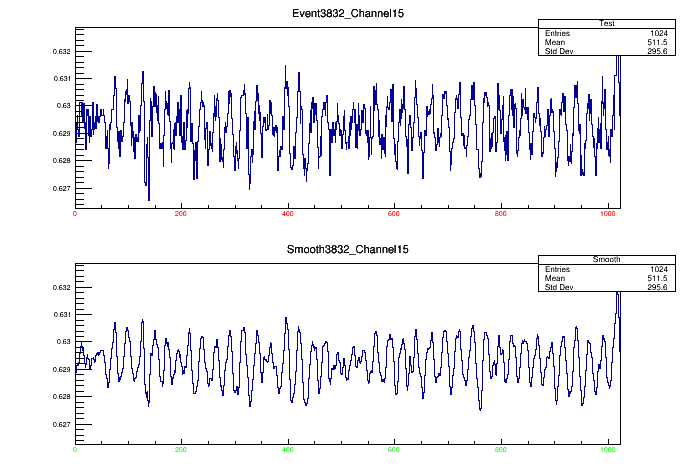 Event3832_Channel15
Test
Entries 1024
Mean 511.5
Std Dev 295.6
0.632
0.631
0.63
0.629
0.628
0.627
0 200 400 600 800 1000
Smooth3832_Channel15
Smooth
Entries 1024
Mean 511.5
Std Dev 295.6
0.632
0.631
0.63
0.629
0.628
0.627
0 200 400 600 800 1000